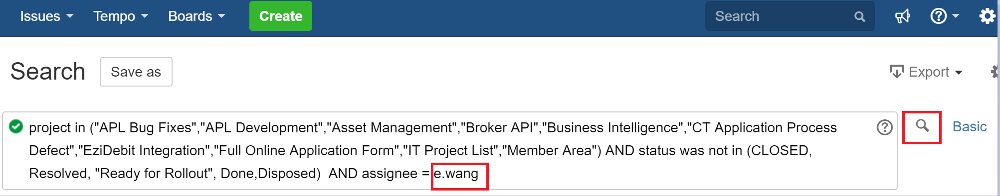 Issues Tempo Boards Create Search
Search Save as Export
project in ("APL Bug Fixes","APL Development","Asset Management","Broker API","Business Intelligence","CT Application Process Basic
Defect","EziDebit Integration","Full Online Application Form","IT Project List","Member Area") AND status was not in (CLOSED,
Resolved, "Ready for Rollout", Done,Disposed)  AND assignee = e.wang